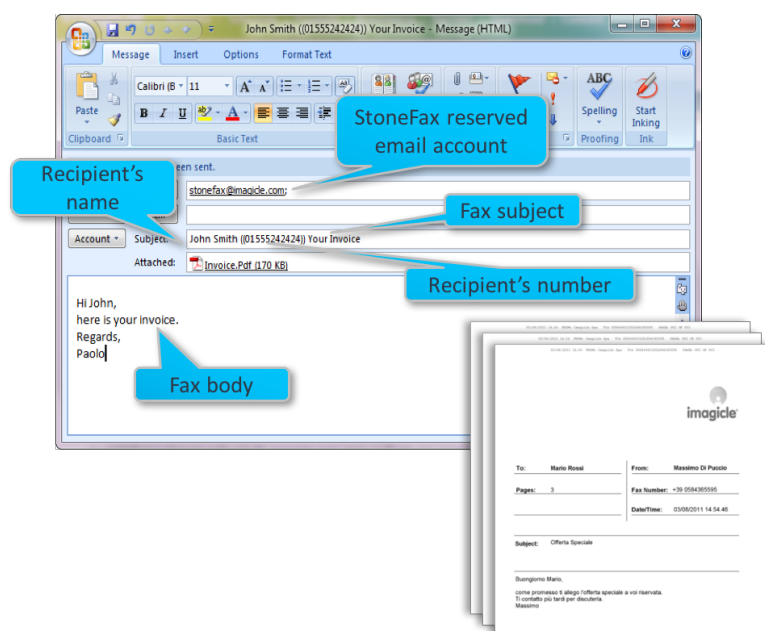 John Smith ((01555242424)) Your Invoice - Message (HTML)
Message Insert Options Format Text
Calibri (B 11
Paste
B I U
ABC
Spelling
Start Inking
Clipboard
Basic Text
Proofing
Ink
StoneFax reserved
email account
en sent.
Recipient's
name
stonefax@imagicle.com;
Fax subject
Account
Subject:
John Smith ((01555242424)) Your Invoice
Attached:
Invoice.Pdf (170 KB)
Recipient's number
Hi John,
here is your invoice.
Regards,
Paolo
Fax body
imagicle
To: Mario Rossi From: Massimo Di Puccio
Pages: 3 Fax Number: +39 0584385595
Date/Time: 03/08/2011 14.54.46
Subject: Offerta Speciale
Buongiorno Mario,
come promesso ti allego l'offerta speciale a voi riservata.
Ti contatto più tardi per discuterla.
Massimo